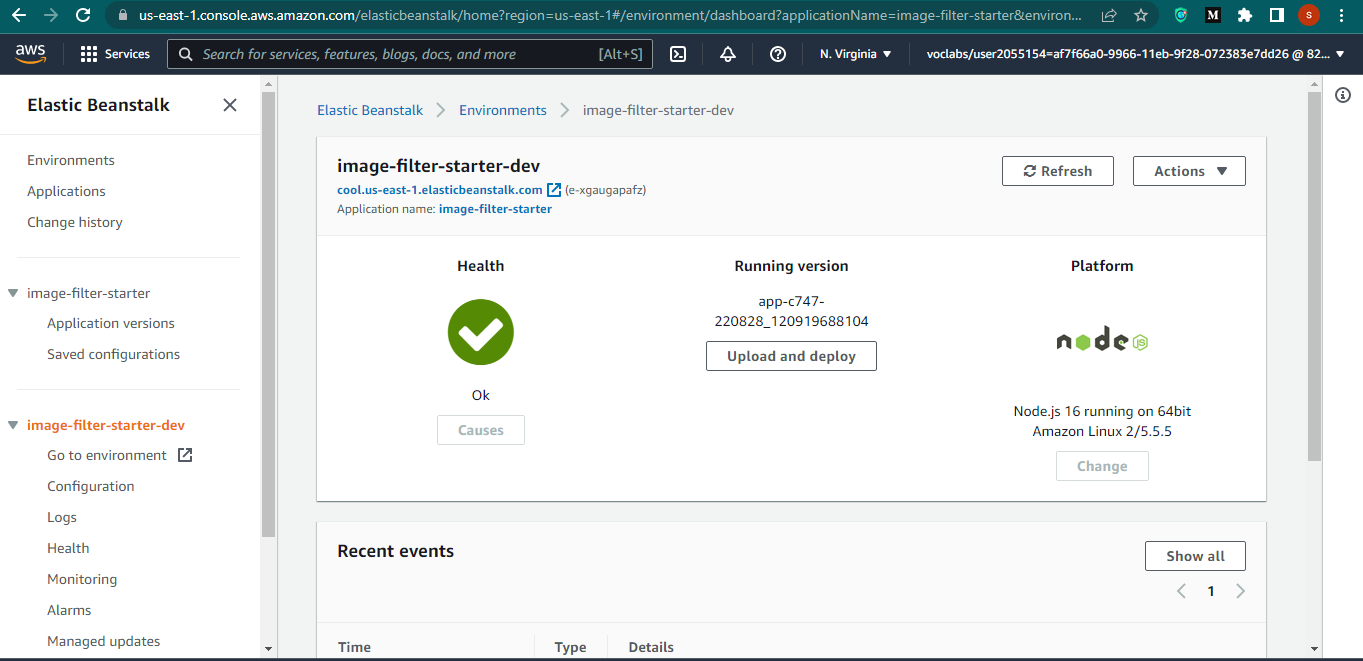 us-east-1.console.aws.amazon.com/elasticbeanstalk/home?region=us-east-1#/environment/dashboard?applicationName=image-filter-starter&environ...
M
S
aws
Services
Search for services, features, blogs, docs, and more
[Alt+S]
N. Virginia
voclabs/user2055154=af7f66a0-9966-11eb-9f28-072383e7dd26 @ 82...
Elastic Beanstalk
Environments
Applications
Change history
image-filter-starter
Application versions
Saved configurations
image-filter-starter-dev
Go to environment
Configuration
Logs
Health
Monitoring
Alarms
Managed updates
Elastic Beanstalk
Environments
image-filter-starter-dev
image-filter-starter-dev
cool.us-east-1.elasticbeanstalk.com (e-xgaugapafz)
Application name: image-filter-starter
Refresh
Actions
Health
Ok
Causes
Running version
app-c747-
220828_120919688104
Upload and deploy
Platform
node
JS
Node.js 16 running on 64bit
Amazon Linux 2/5.5.5
Change
Recent events
Show all
1
Time
Type
Details